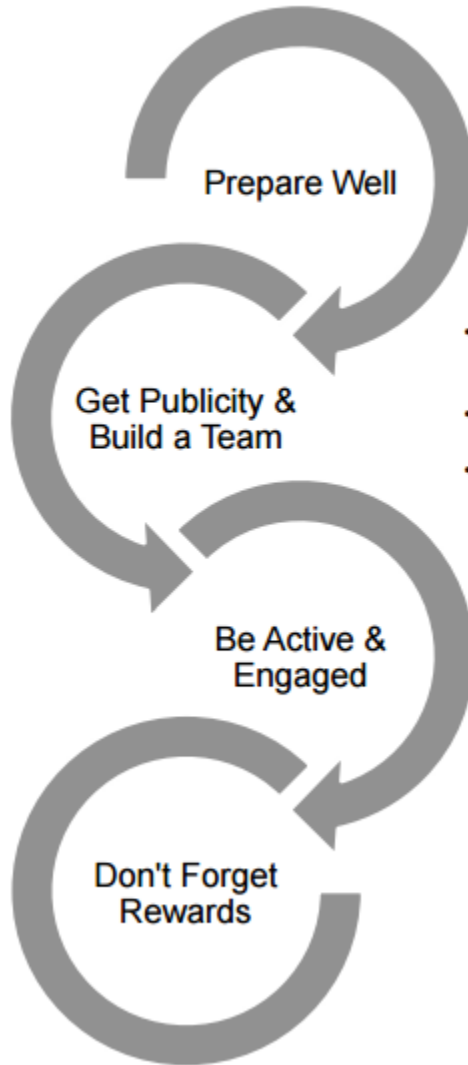 Prepare Well
Get Publicity &
Build a Team
Be Active &
Engaged
Don't Forget
Rewards